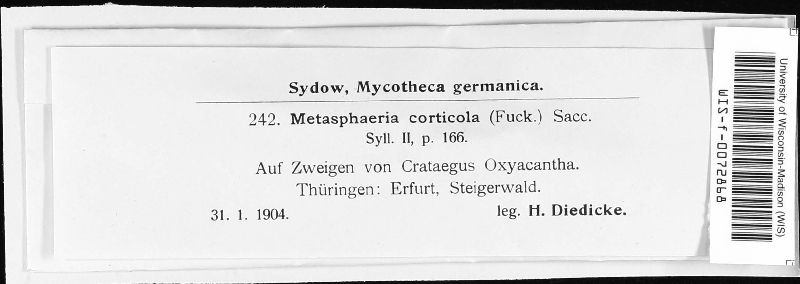 Sydow, Mycotheca germanica.
242. Metasphaeria corticola (Fuck.) Sacc.
Syll. II, p. 166.
Auf Zweigen von Crataegus Oxyacantha.
Thüringen: Erfurt, Steigerwald.
31. 1. 1904. leg. H. Diedicke.
University of Wisconsin-Madison (WIS)
WIS-f-0072868